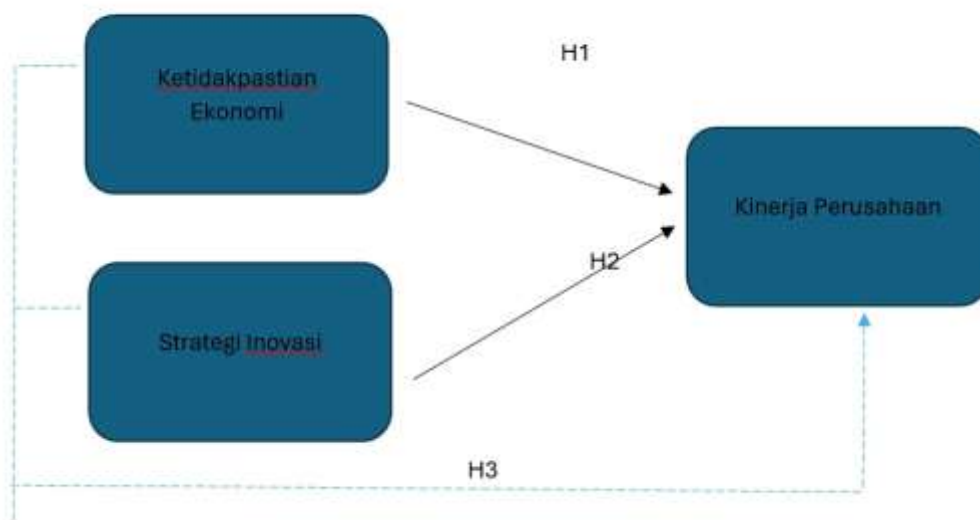 H1
Ketidakpastian
Ekonomi
Kinerja Perusahaan
H2
Strategi Inovasi
H3